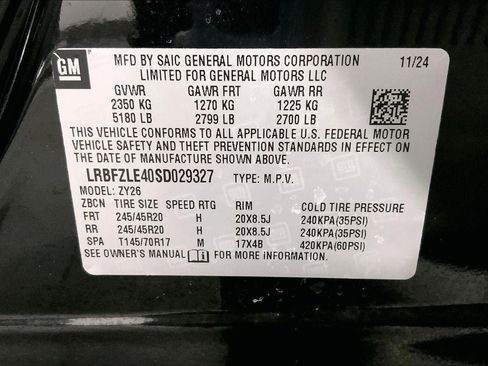 GM
MFD BY SAIC GENERAL MOTORS CORPORATION 11/24
LIMITED FOR GENERAL MOTORS LLC
GVWR GAWR FRT GAWR RR
2350 KG 1270 KG 1225 KG
5180 LB 2799 LB 2700 LB
THIS VEHICLE CONFORMS TO ALL APPLICABLE U.S. FEDERAL MOTOR
VEHICLE SAFETY AND THEFT PREVENTION STANDARDS IN EFFECT ON
THE DATE OF MANUFACTURE SHOWN ABOVE.
LRBFZLE40SD029327 TYPE: M.P.V.
MODEL: ZY26
ZBCN TIRE SIZE SPEED RTG RIM COLD TIRE PRESSURE
FRT 245/45R20 H 20X8.5J 240KPA(35PSI)
RR 245/45R20 H 20X8.5J 240KPA(35PSI)
SPA T145/70R17 M 17X4B 420KPA(60PSI)
SEE OWNER'S MANUAL FOR MORE INFORMATION.